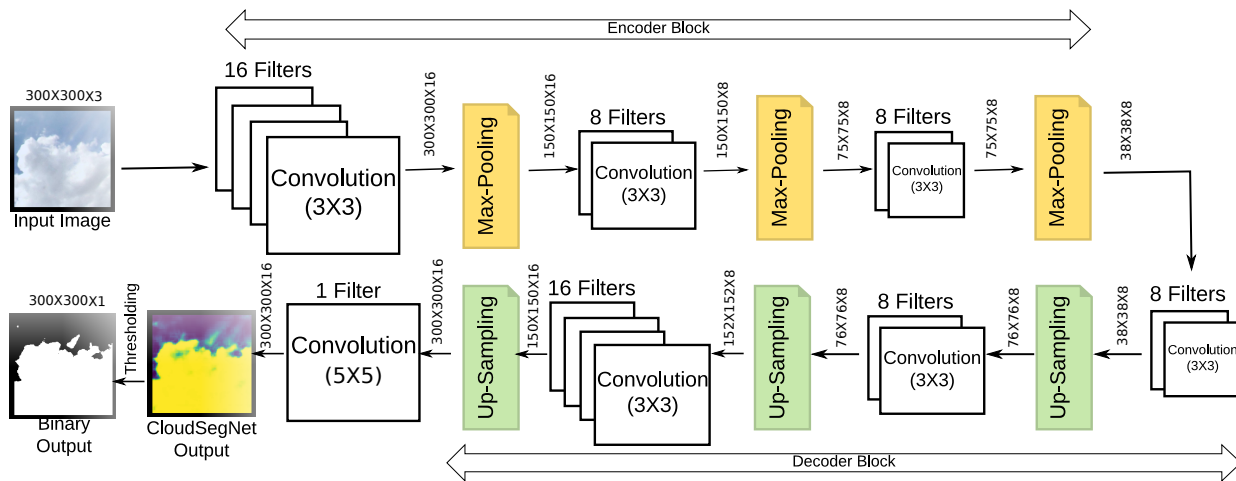 Encoder Block
16 Filters
300X300X3
Input Image
Convolution
(3X3)
300X300X16
Max-Pooling
150X150X16
8 Filters
Convolution
(3X3)
150X150X8
Max-Pooling
75X75X8
8 Filters
Convolution
(3X3)
75X75X8
Max-Pooling
38X38X8
8 Filters
Convolution
(3X3)
38X38X8
Up-Sampling
76X76X8
8 Filters
Convolution
(3X3)
76X76X8
Up-Sampling
152X152X8
16 Filters
Convolution
(3X3)
150X150X16
Up-Sampling
300X300X16
1 Filter
Convolution
(5X5)
300X300X16
CloudSegNet
Output
Thresholding
300X300X1
Binary
Output
Decoder Block